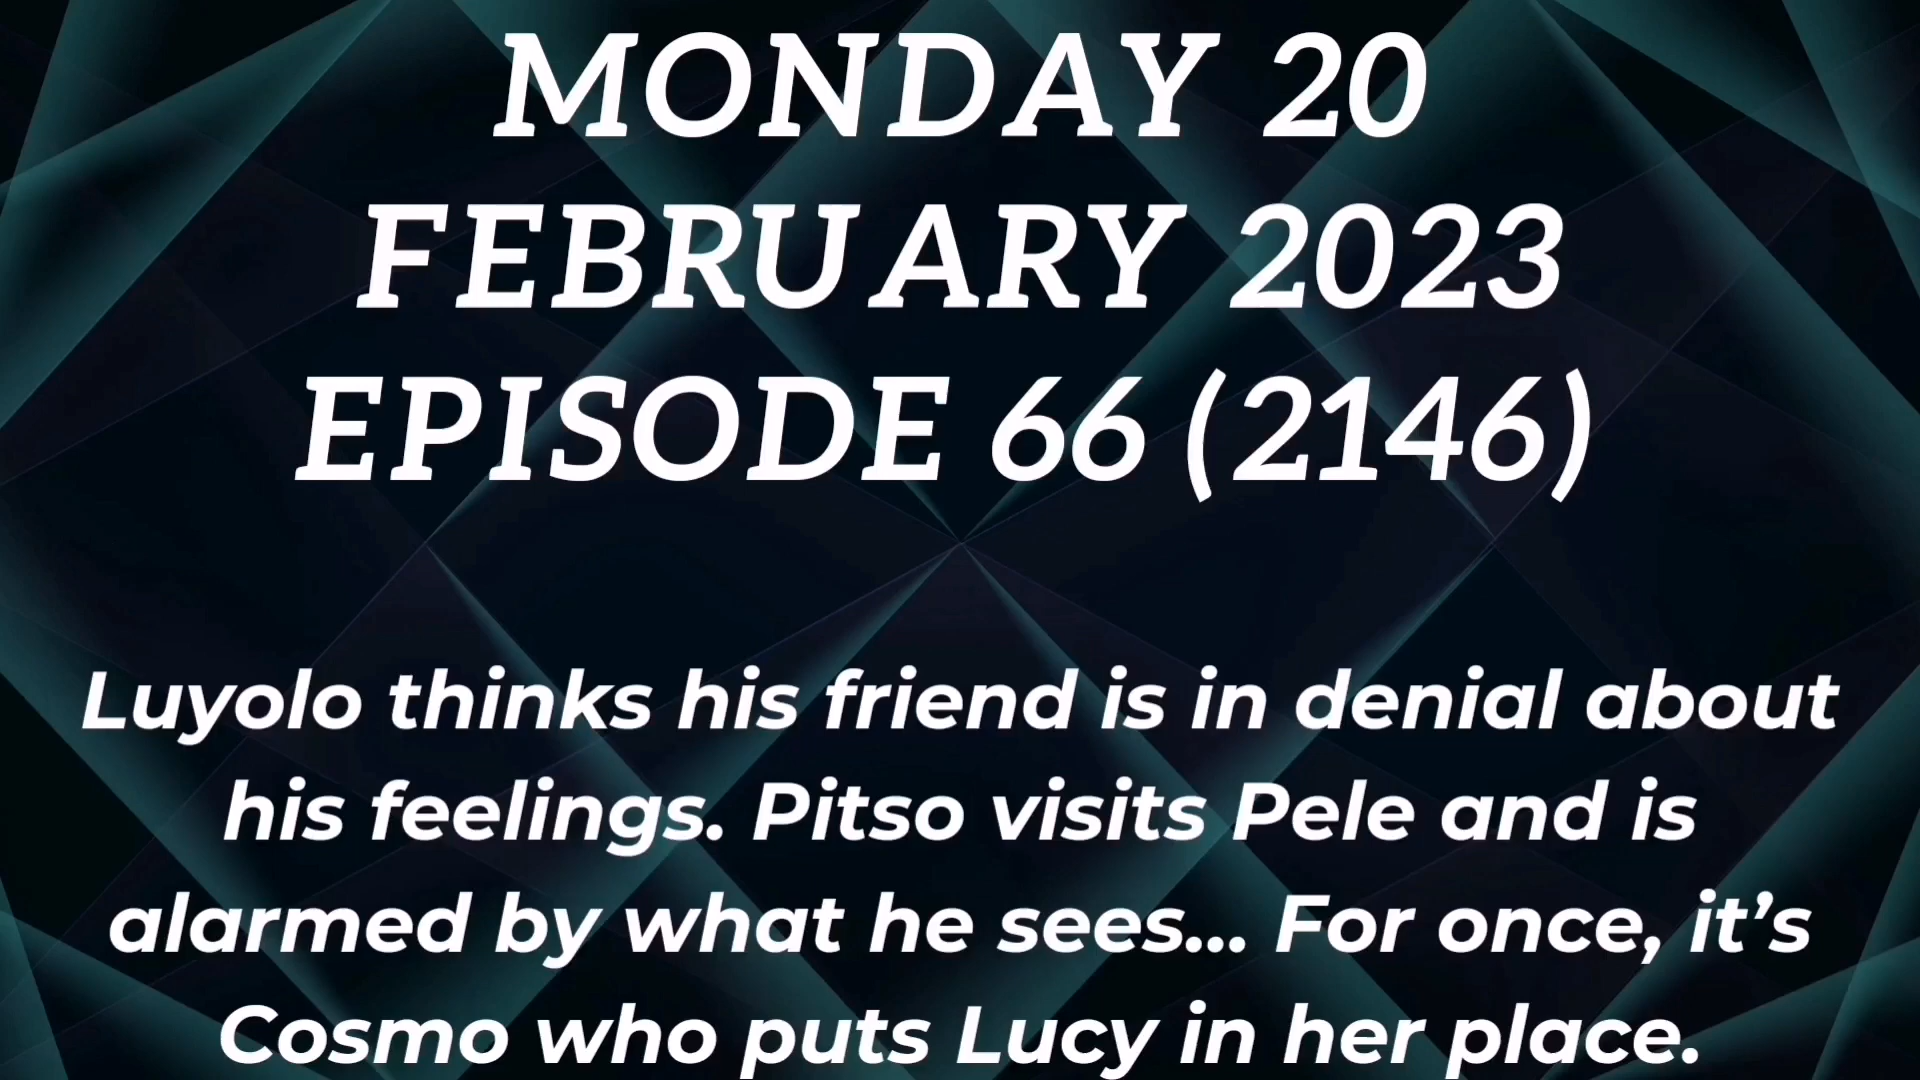 MONDAY 20
FEBRUARY 2023
EPISODE 66 (2146)
Luyolo thinks his friend is in denial about
his feelings. Pitso visits Pele and is
alarmed by what he sees... For once, it’s
Cosmo who puts Lucy in her place.